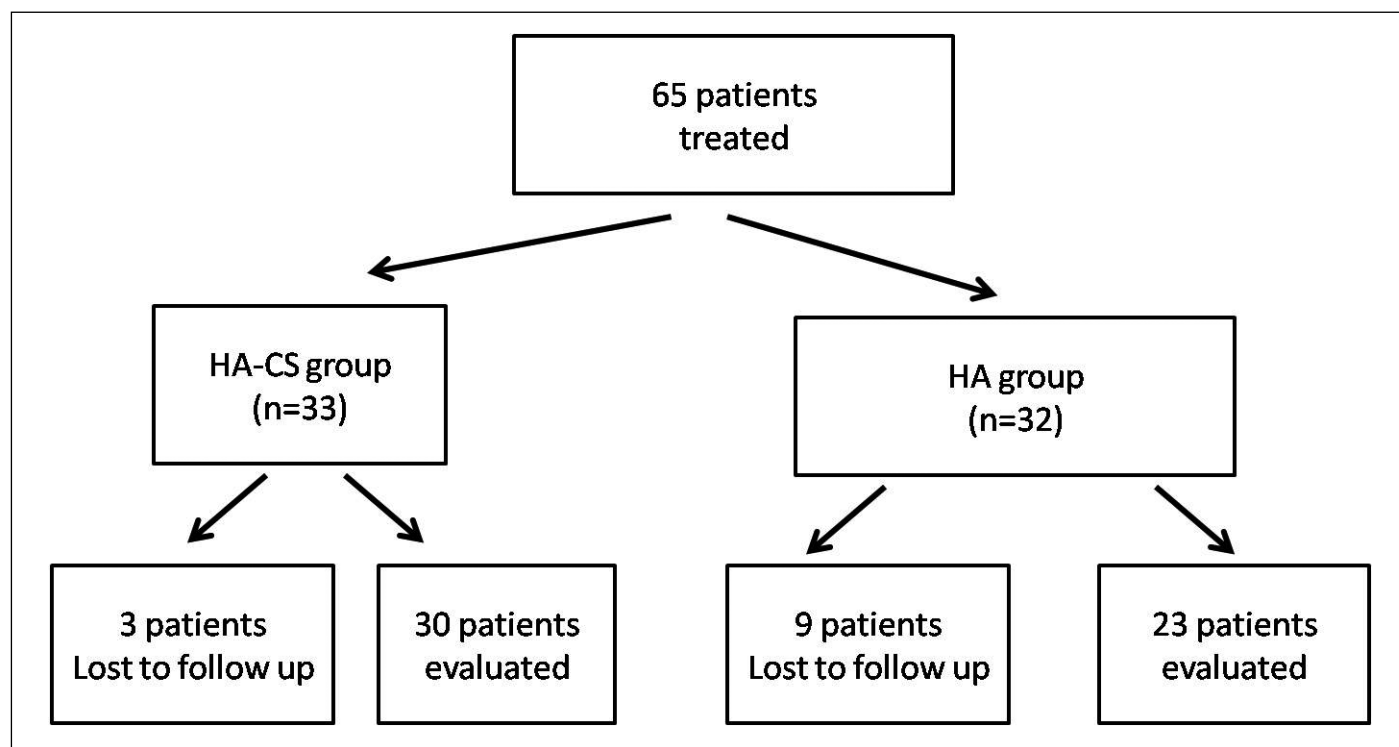 65 patients
treated
HA-CS group
(n=33)
HA group
(n=32)
3 patients
Lost to follow up
30 patients
evaluated
9 patients
Lost to follow up
23 patients
evaluated